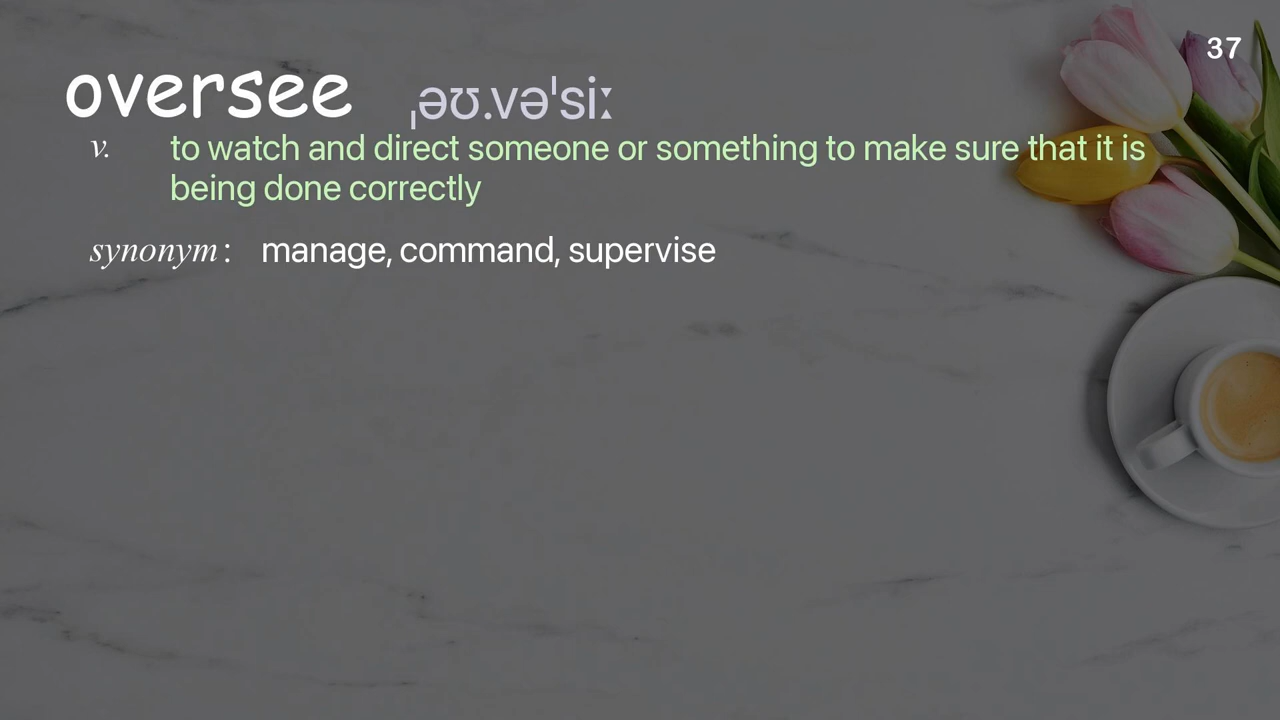 37
oversee ˌəʊ.vəˈsiː
v. to watch and direct someone or something to make sure that it is
being done correctly
synonym : manage, command, supervise